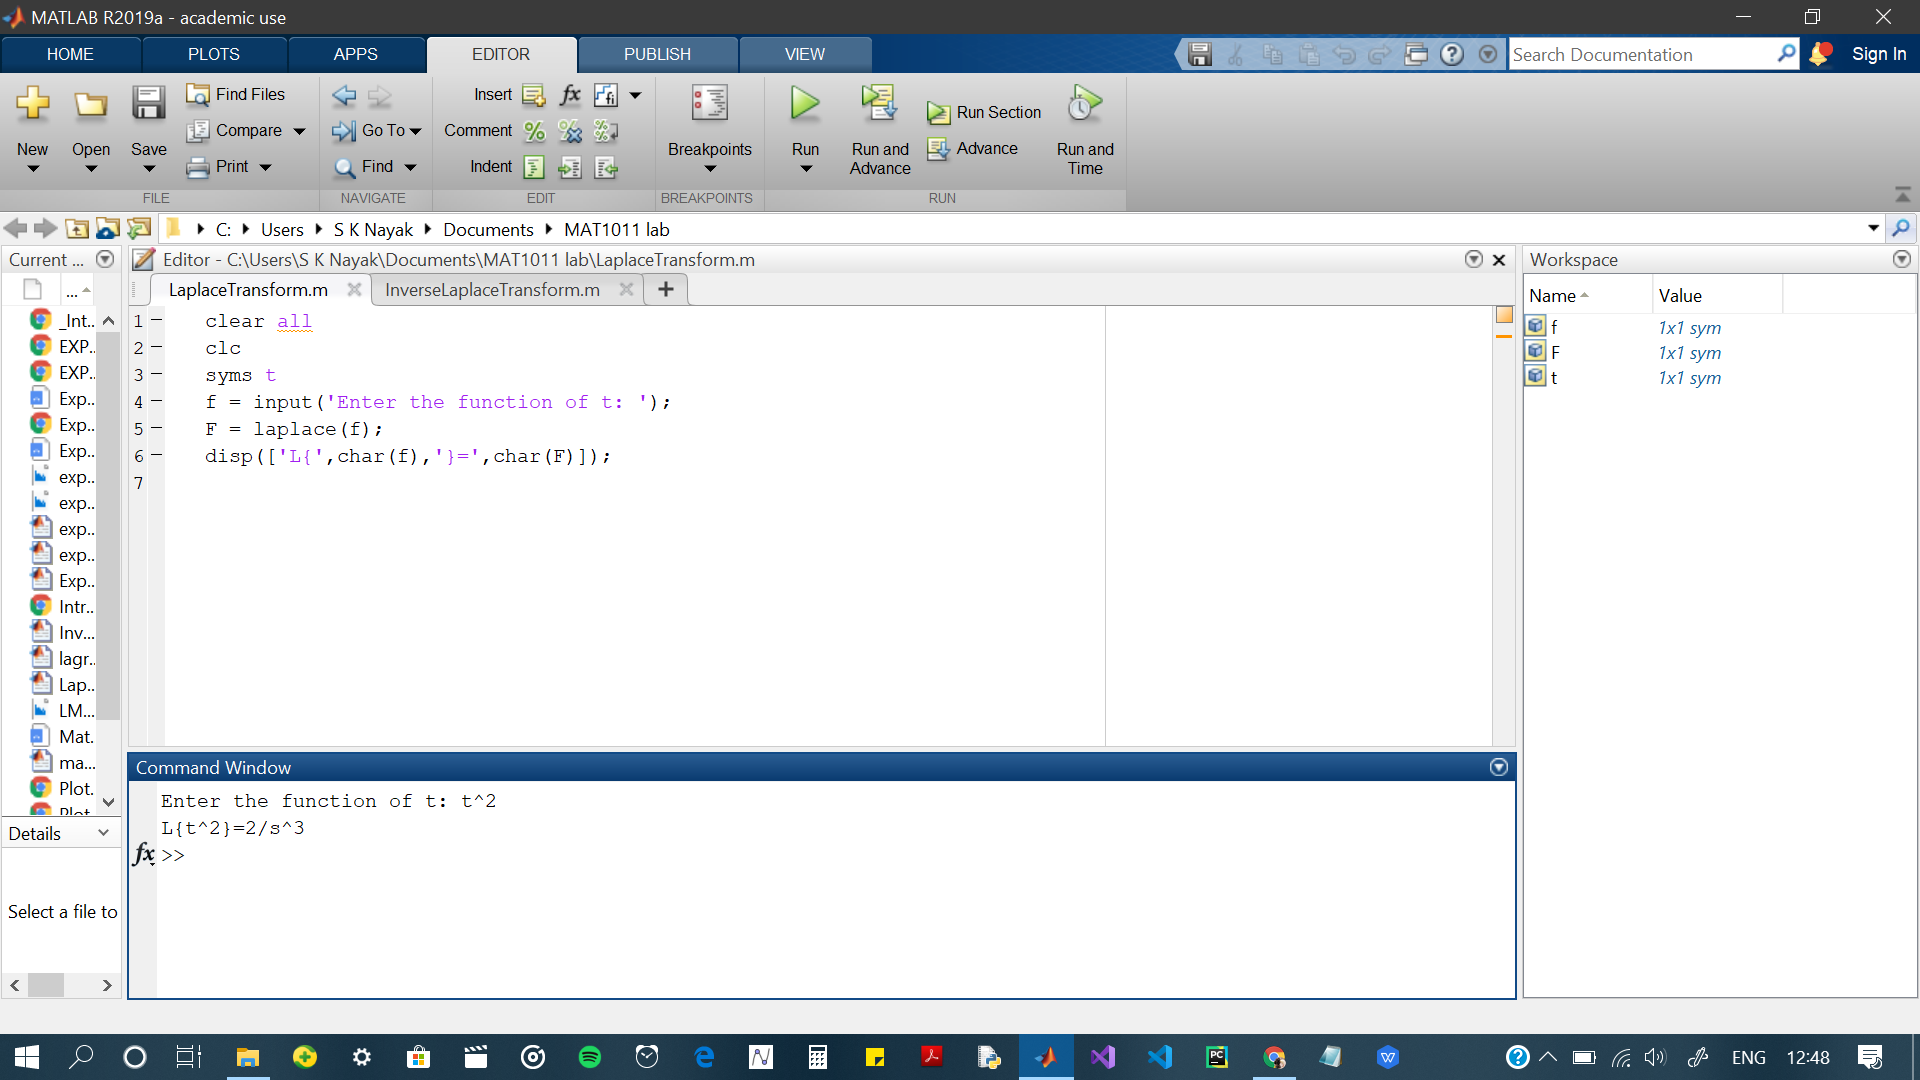 MATLAB R2019a - academic use
HOME PLOTS APPS EDITOR PUBLISH VIEW
Search Documentation
Sign In
New
Open
Save
Find Files
Compare
Print
FILE
Go To
Find
NAVIGATE
Insert
Comment
Indent
EDIT
Breakpoints
BREAKPOINTS
Run
Run and Advance
Run Section
Advance
Run and Time
RUN
C: Users S K Nayak Documents MAT1011 lab
Current ...
...
_Int..
EXP..
EXP..
Exp..
Exp..
Exp..
exp..
exp..
exp..
exp..
Exp..
Intr..
Inv...
lagr..
Lap..
LM...
Mat.
ma...
Plot.
Plot
Details
Select a file to
Editor - C:\Users\S K Nayak\Documents\MAT1011 lab\LaplaceTransform.m
LaplaceTransform.m InverseLaplaceTransform.m +
1 clear all
2 clc
3 syms t
4 f = input('Enter the function of t: ');
5 F = laplace(f);
6 disp(['L{',char(f),'}=',char(F)]);
7
Command Window
Enter the function of t: t^2
L{t^2}=2/s^3
fx >>
Workspace
Name Value
f 1x1 sym
F 1x1 sym
t 1x1 sym
ENG 12:48